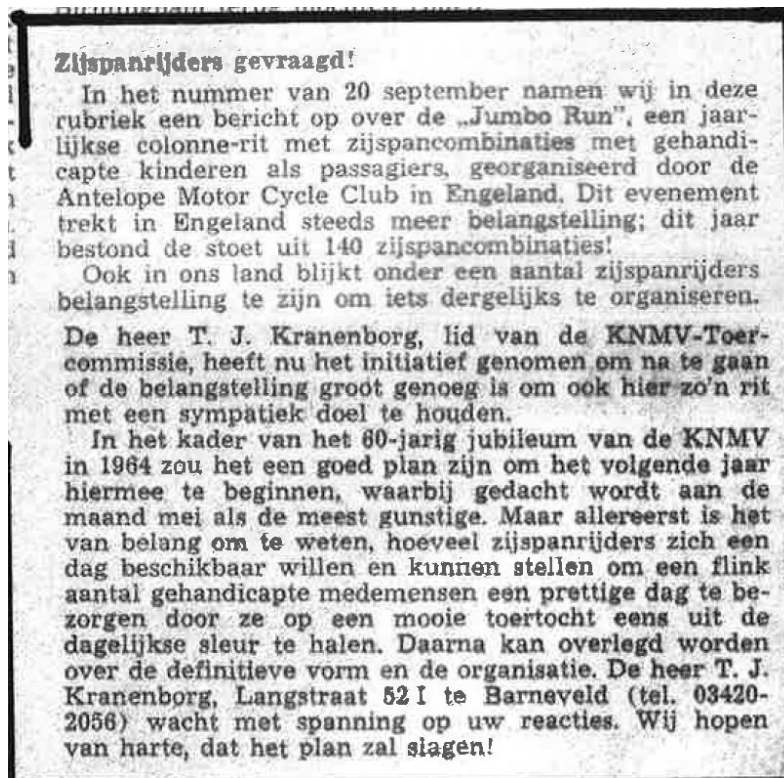 Zijspanrijders gevraagd!
In het nummer van 20 september namen wij in deze
rubriek een bericht op over de „Jumbo Run", een jaar-
lijkse colonne-rit met zijspancombinaties met gehandi-
capte kinderen als passagiers, georganiseerd door de
Antelope Motor Cycle Club in Engeland. Dit evenement
trekt in Engeland steeds meer belangstelling; dit jaar
bestond de stoet uit 140 zijspancombinaties!
Ook in ons land blijkt onder een aantal zijspanrijders
belangstelling te zijn om iets dergelijks te organiseren.
De heer T. J. Kranenborg, lid van de KNMV-Toer-
commissie, heeft nu het initiatief genomen om na te gaan
of de belangstelling groot genoeg is om ook hier zo'n rit
met een sympatiek doel te houden.
In het kader van het 60-jarig jubileum van de KNMV
in 1964 zou het een goed plan zijn om het volgende jaar
hiermee te beginnen, waarbij gedacht wordt aan de
maand mei als de meest gunstige. Maar allereerst is het
van belang om te weten, hoeveel zijspanrijders zich een
dag beschikbaar willen en kunnen stellen om een flink
aantal gehandicapte medemensen een prettige dag te be-
zorgen door ze op een mooie toertocht eens uit de
dagelijkse sleur te halen. Daarna kan overlegd worden
over de definitieve vorm en de organisatie. De heer T. J.
Kranenborg, Langstraat 52 I te Barneveld (tel. 03420-
2056) wacht met spanning op uw reacties. Wij hopen
van harte, dat het plan zal slagen!